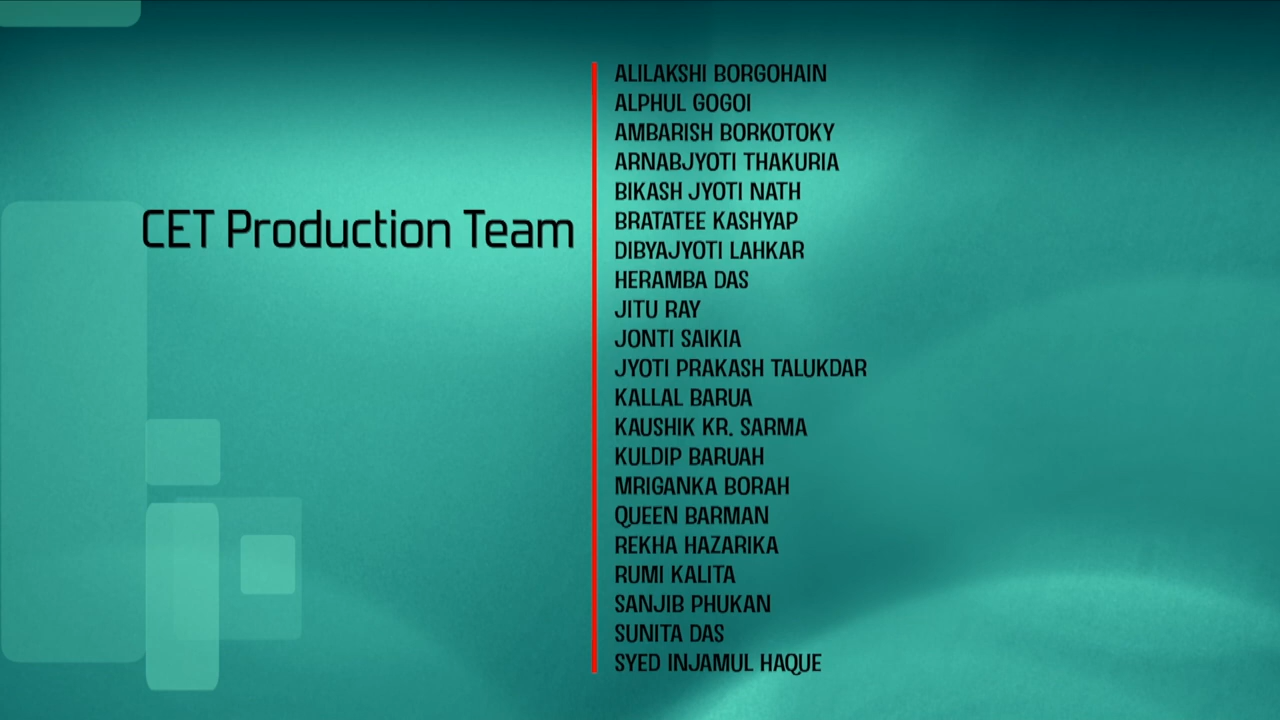 CET Production Team
ALILAKSHI BORGOHAIN
ALPHUL GOGOI
AMBARISH BORKOTOKY
ARNABJYOTI THAKURIA
BIKASH JYOTI NATH
BRATATEE KASHYAP
DIBYAJYOTI LAHKAR
HERAMBA DAS
JITU RAY
JONTI SAIKIA
JYOTI PRAKASH TALUKDAR
KALLAL BARUA
KAUSHIK KR. SARMA
KULDIP BARUAH
MRIGANKA BORAH
QUEEN BARMAN
REKHA HAZARIKA
RUMI KALITA
SANJIB PHUKAN
SUNITA DAS
SYED INJAMUL HAQUE